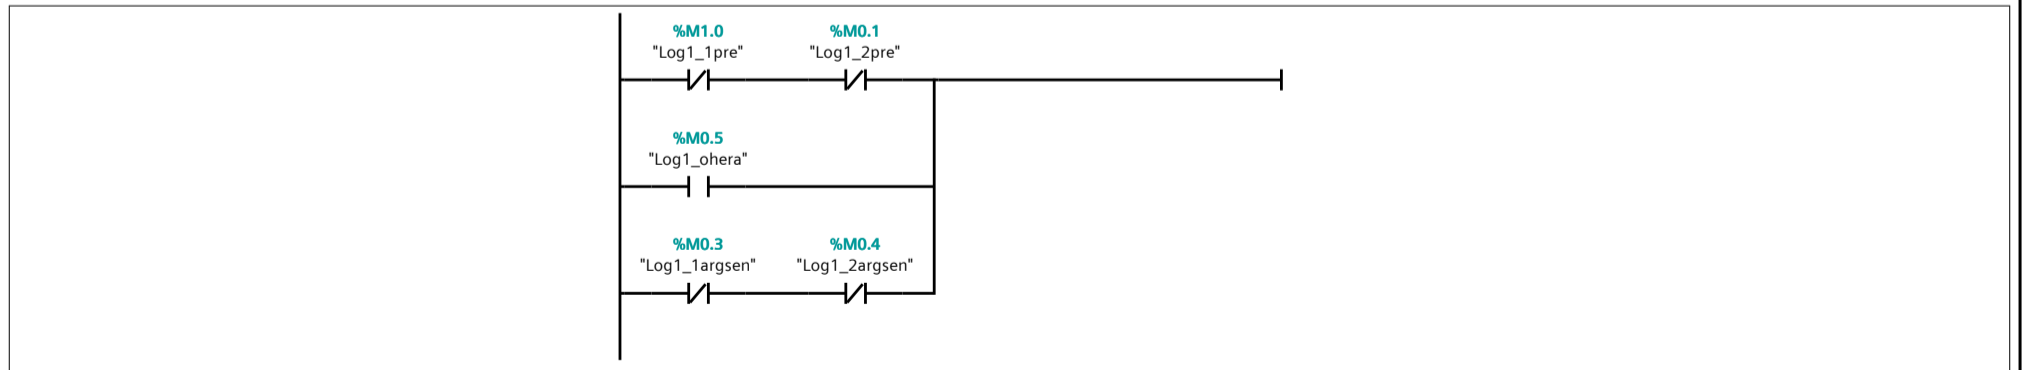 %M1.0 %M0.1
"Log1_1pre" "Log1_2pre"
%M0.5
"Log1_ohera"
%M0.3 %M0.4
"Log1_1argsen" "Log1_2argsen"